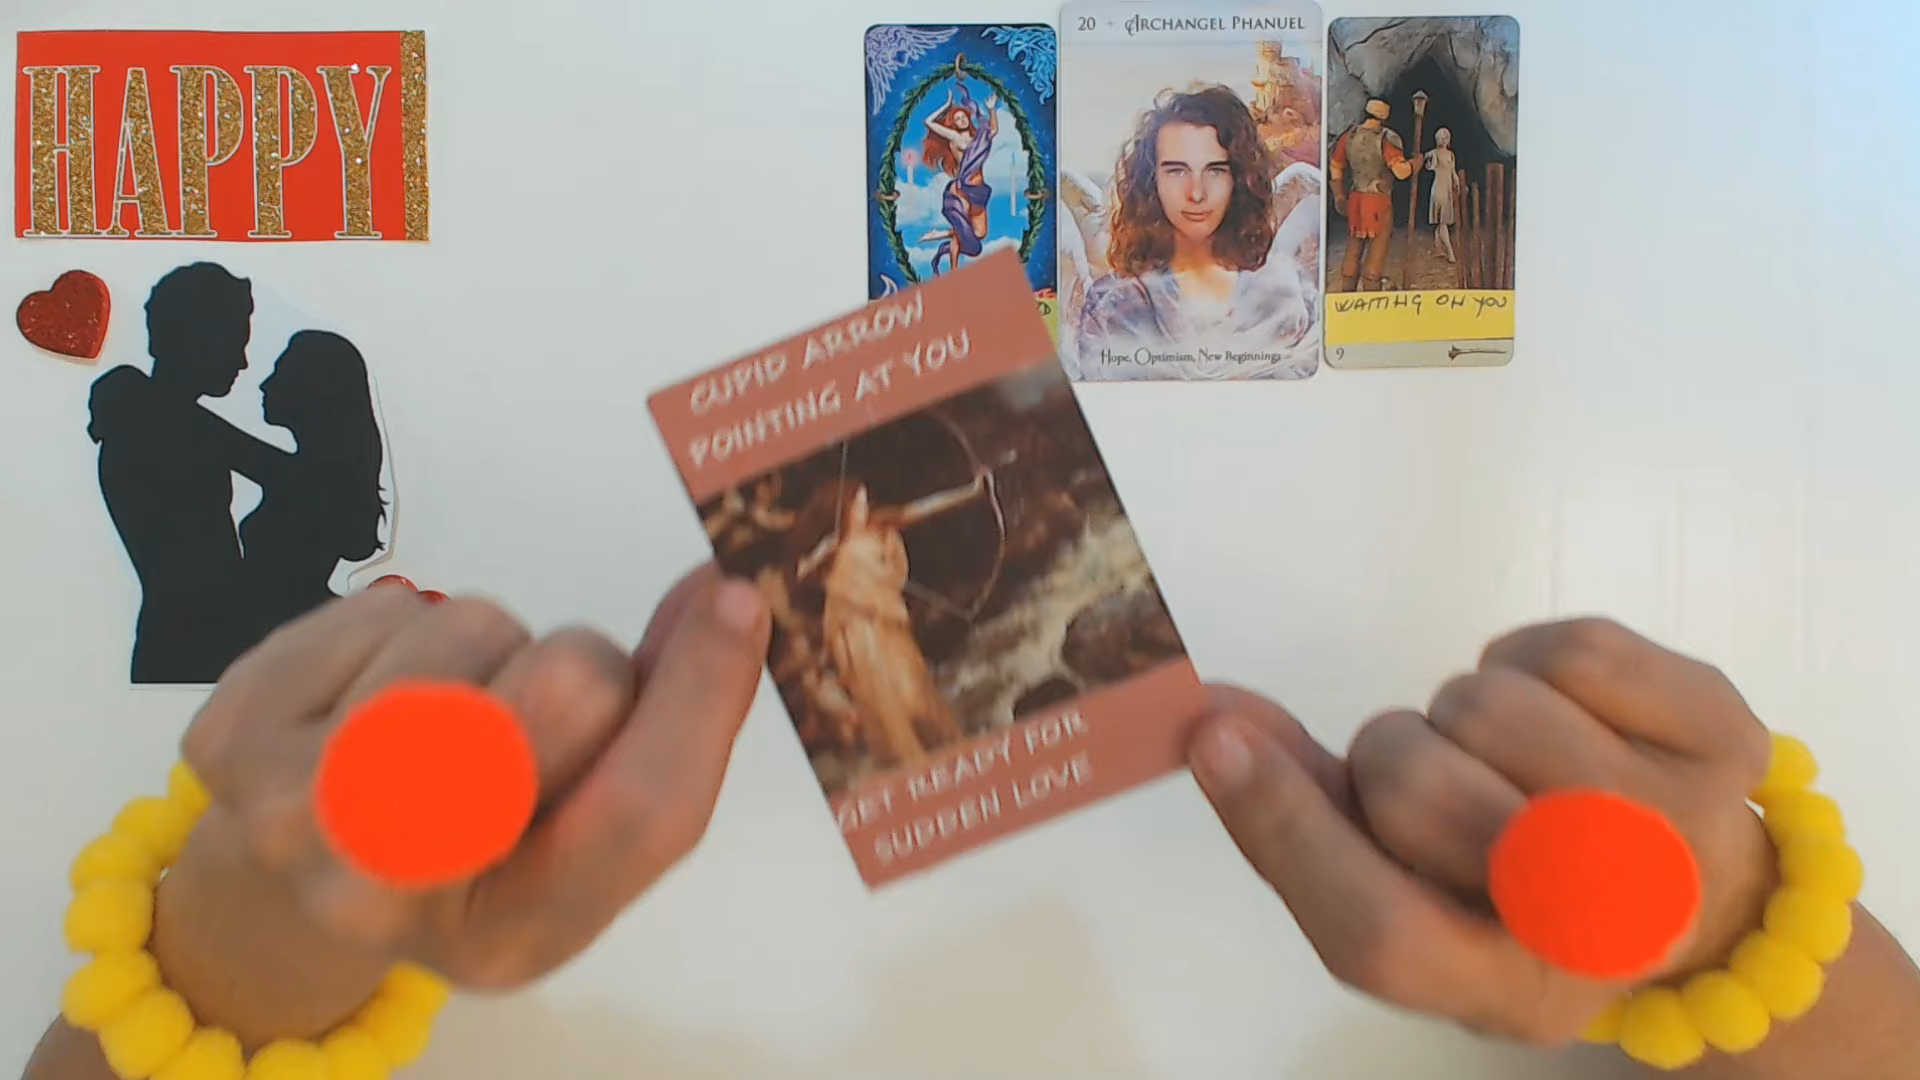 HAPPY
20 + ARCHANGEL PHANUEL
Hope, Optimism, New Beginnings
WAITING ON YOU
9
CUPID ARROW
POINTING AT YOU
GET READY FOR
SUDDEN LOVE